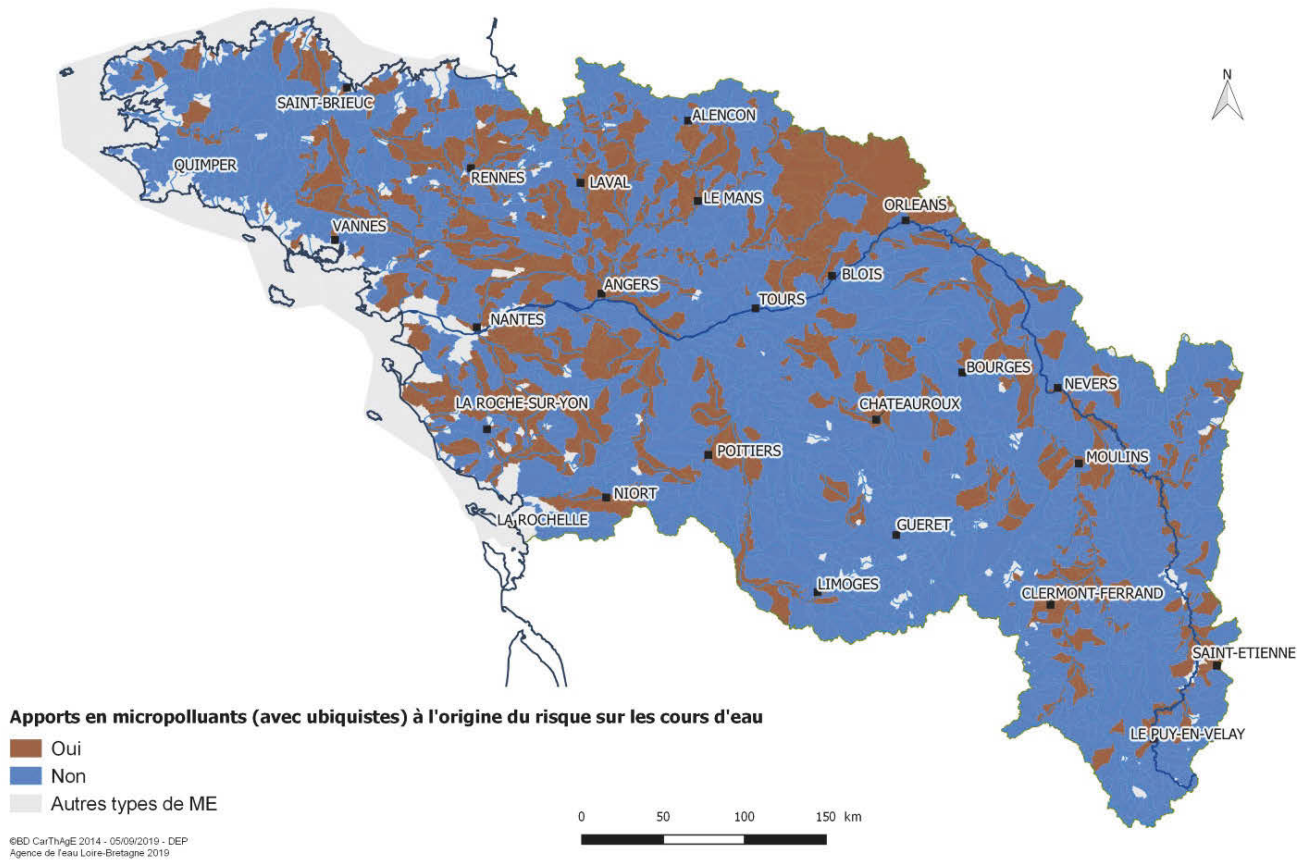 N
SAINT-BRIEUC
ALENCON
QUIMPER
RENNES
LAVAL
LE MANS
ORLEANS
VANNES
BLOIS
ANGERS
TOURS
NANTES
BOURGES
NEVERS
LA ROCHE-SUR-YON
CHATEAUROUX
POITIERS
MOULINS
NIORT
LA ROCHELLE
GUERET
LIMOGES
CLERMONT-FERRAND
SAINT-ETIENNE
LE PUY-EN-VELAY
Apports en micropolluants (avec ubiquistes) à l'origine du risque sur les cours d'eau
Oui
Non
Autres types de ME
0 50 100 150 km
©BD CarThAgE 2014 - 05/09/2019 - DEP
Agence de l'eau Loire-Bretagne 2019